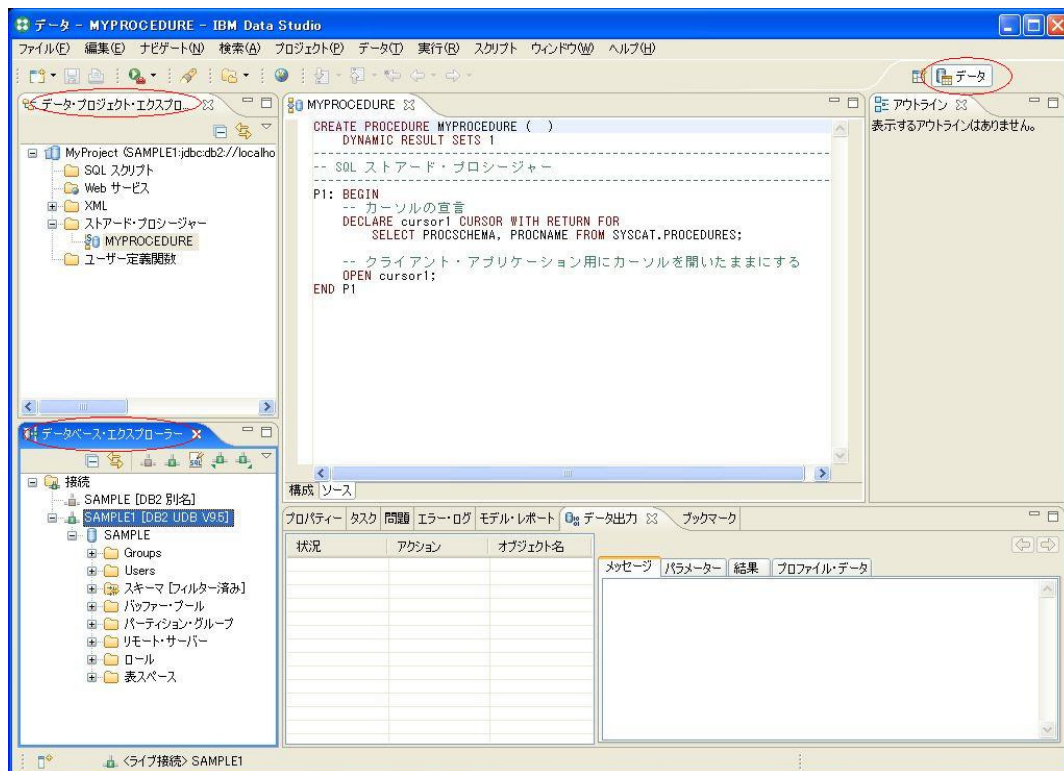 データ - MYPROCEDURE - IBM Data Studio
ファイル(F) 編集(E) ナビゲート(N) 検索(A) プロジェクト(P) データ(T) 実行(R) スクリプト ウィンドウ(W) ヘルプ(H)
データ
データ・プロジェクト・エクスプロ...
MyProject (SAMPLE1:jdbc:db2://localho
SQL スクリプト
Web サービス
XML
ストアード・プロシージャー
MYPROCEDURE
ユーザー定義関数
MYPROCEDURE
CREATE PROCEDURE MYPROCEDURE ( )
DYNAMIC RESULT SETS 1
------------------------------------------------------------------------
-- SQL ストアード・プロシージャー
------------------------------------------------------------------------
P1: BEGIN
-- カーソルの宣言
DECLARE cursor1 CURSOR WITH RETURN FOR
SELECT PROCSCHEMA, PROCNAME FROM SYSCAT.PROCEDURES;
-- クライアント・アプリケーション用にカーソルを開いたままにする
OPEN cursor1;
END P1
構成 ソース
アウトライン
表示するアウトラインはありません。
データベース・エクスプローラー
接続
SAMPLE [DB2 別名]
SAMPLE1 [DB2 UDB V9.5]
SAMPLE
Groups
Users
スキーマ [フィルター済み]
バッファー・プール
パーティション・グループ
リモート・サーバー
ロール
表スペース
プロパティー タスク 問題 エラー・ログ モデル・レポート データ出力 ブックマーク
状況 アクション オブジェクト名
メッセージ パラメーター 結果 プロファイル・データ
<ライブ接続> SAMPLE1